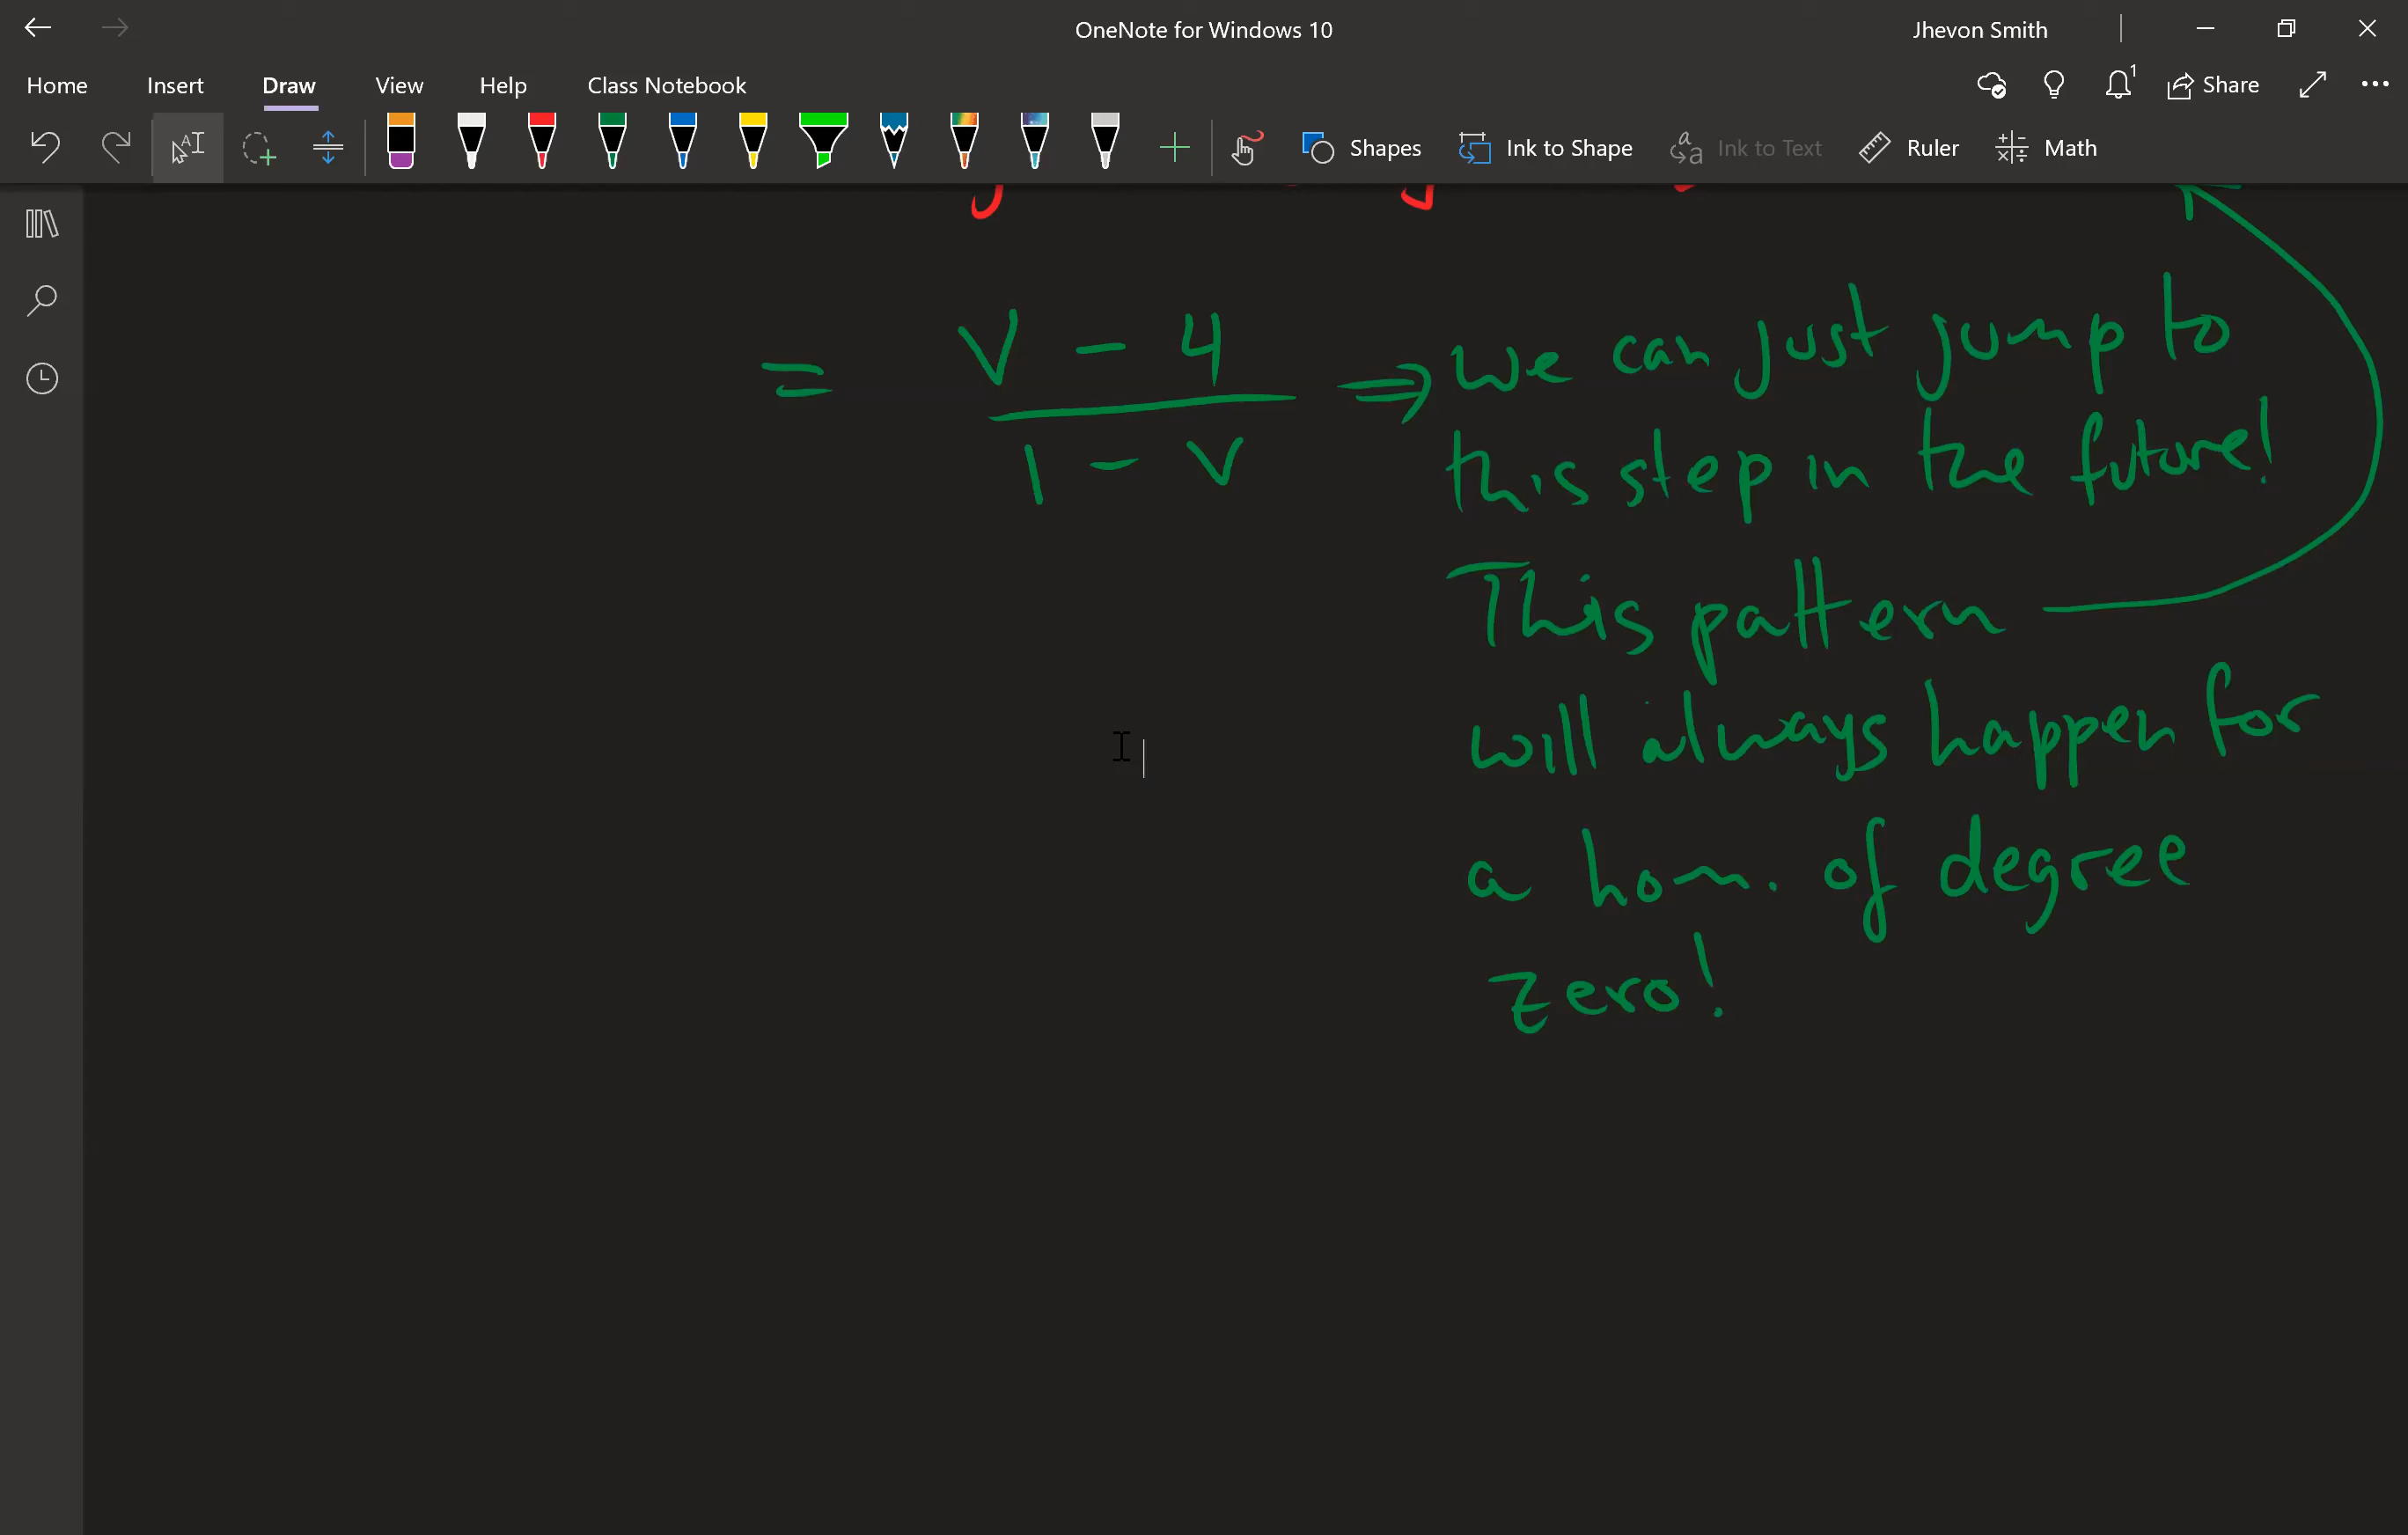 OneNote for Windows 10
Jhevon Smith
Home Insert Draw View Help Class Notebook
1 Share
Shapes Ink to Shape Ink to Text Ruler Math
= v - 4 ⇒ We can just jump to
1 - v this step in the future!
This pattern
will always happen for
a hom. of degree
zero!